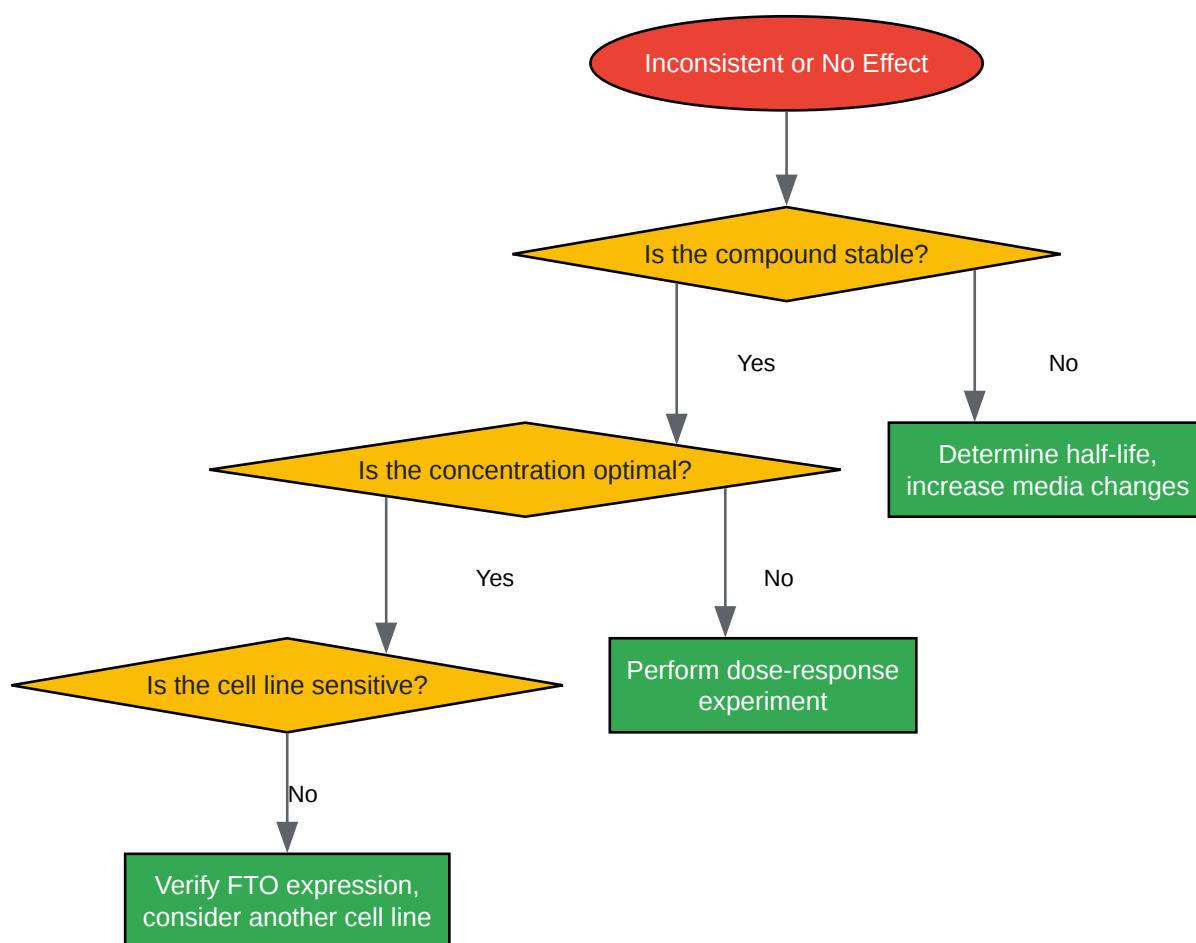 Inconsistent or No Effect
Is the compound stable?
Yes
No
Is the concentration optimal?
Determine half-life,
increase media changes
Yes
No
Is the cell line sensitive?
Perform dose-response
experiment
No
Verify FTO expression,
consider another cell line